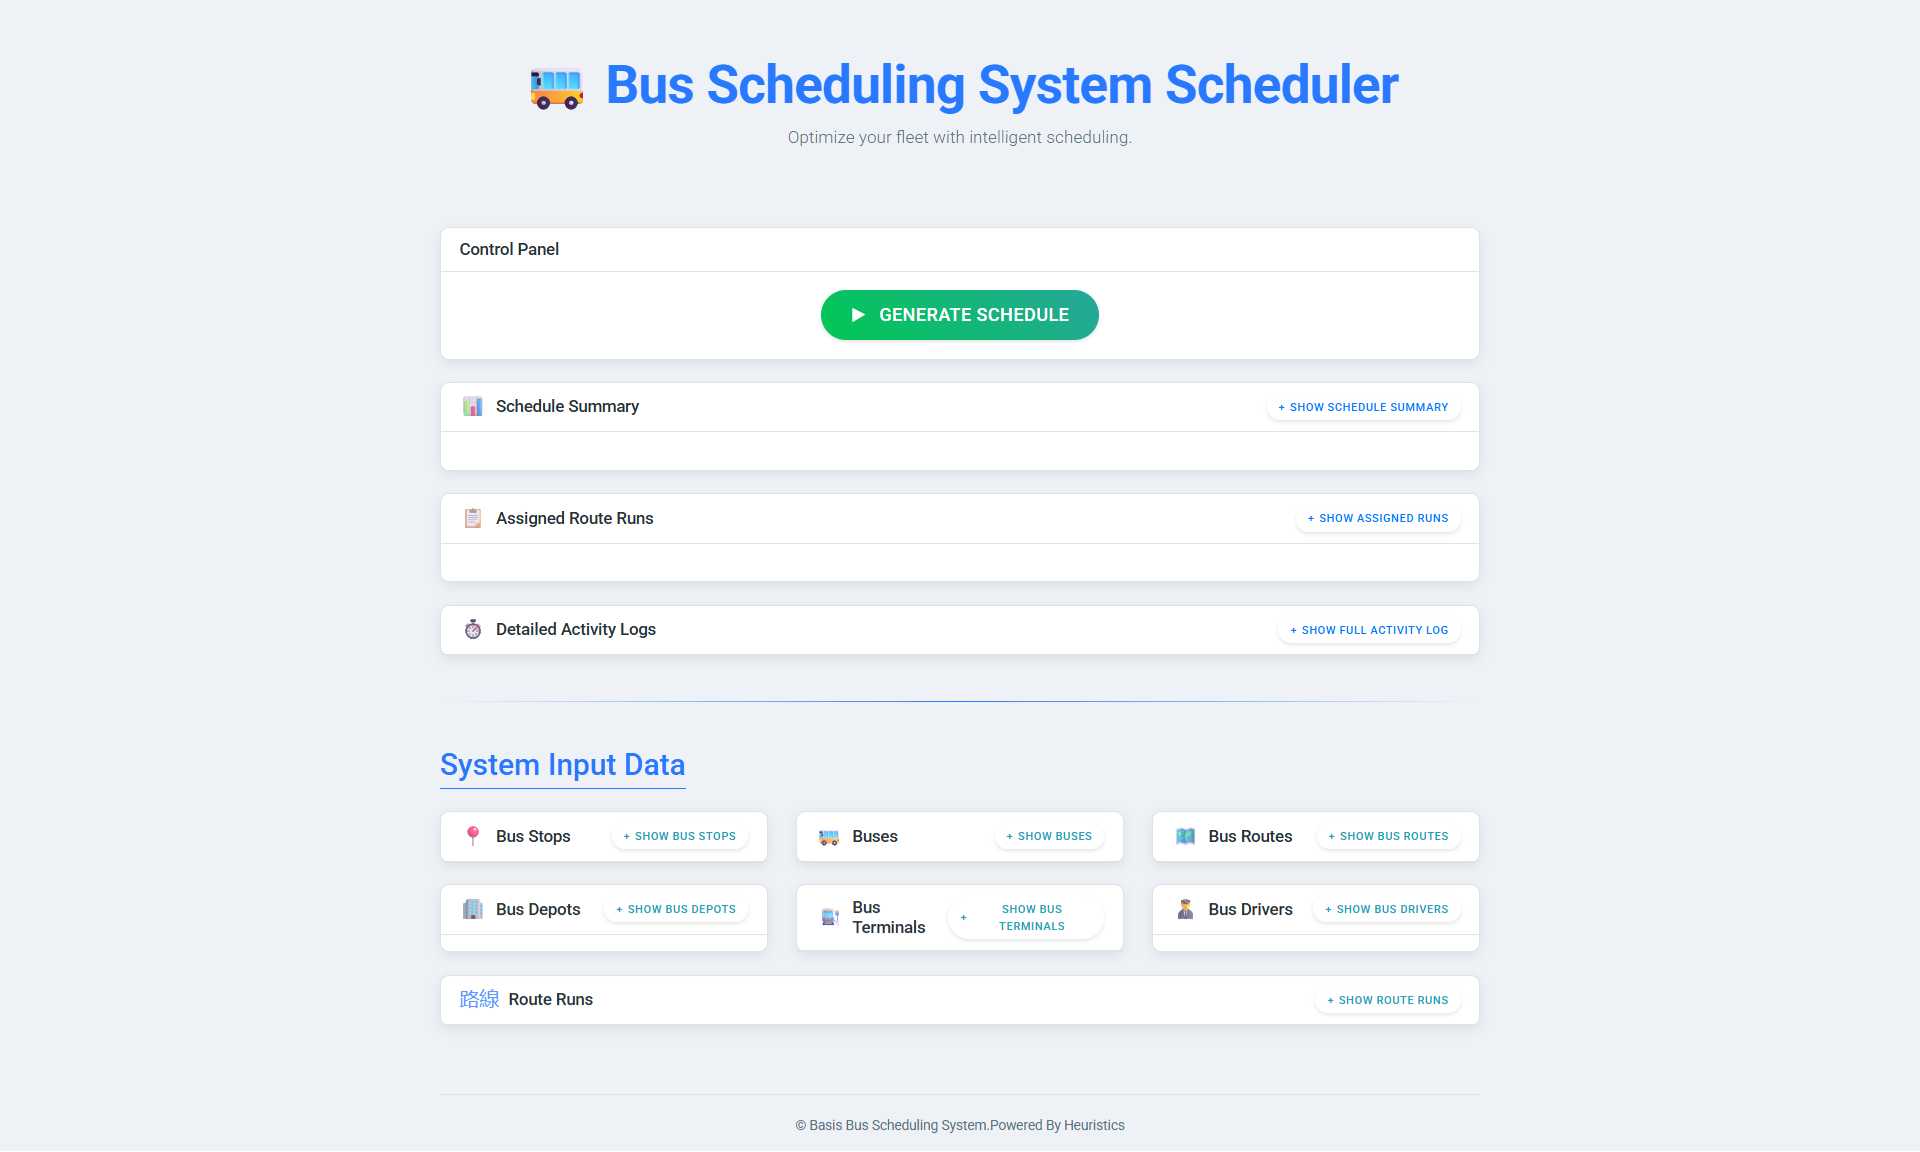 Bus Scheduling System Scheduler
Optimize your fleet with intelligent scheduling.
Control Panel
GENERATE SCHEDULE
Schedule Summary
+ SHOW SCHEDULE SUMMARY
Assigned Route Runs
+ SHOW ASSIGNED RUNS
Detailed Activity Logs
+ SHOW FULL ACTIVITY LOG
System Input Data
Bus Stops
+ SHOW BUS STOPS
Buses
+ SHOW BUSES
Bus Routes
+ SHOW BUS ROUTES
Bus Depots
+ SHOW BUS DEPOTS
Bus
Terminals
+ SHOW BUS
TERMINALS
Bus Drivers
+ SHOW BUS DRIVERS
路線 Route Runs
+ SHOW ROUTE RUNS
© Basis Bus Scheduling System.Powered By Heuristics